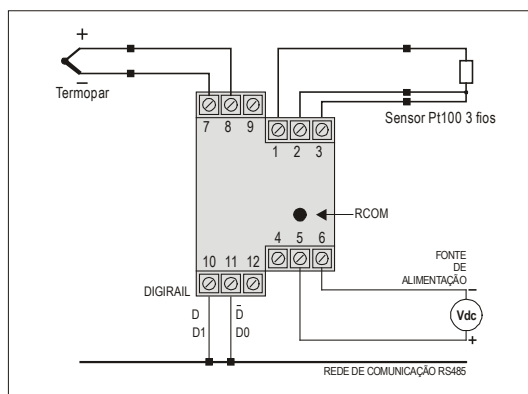 +
–
Termopar
7 8 9
1 2 3
Sensor Pt100 3 fios
RCOM
4 5 6
10 11 12
FONTE
DE
ALIMENTAÇÃO
–
Vdc
+
DIGIRAIL
D D̄
D1 D0
REDE DE COMUNICAÇÃO RS485